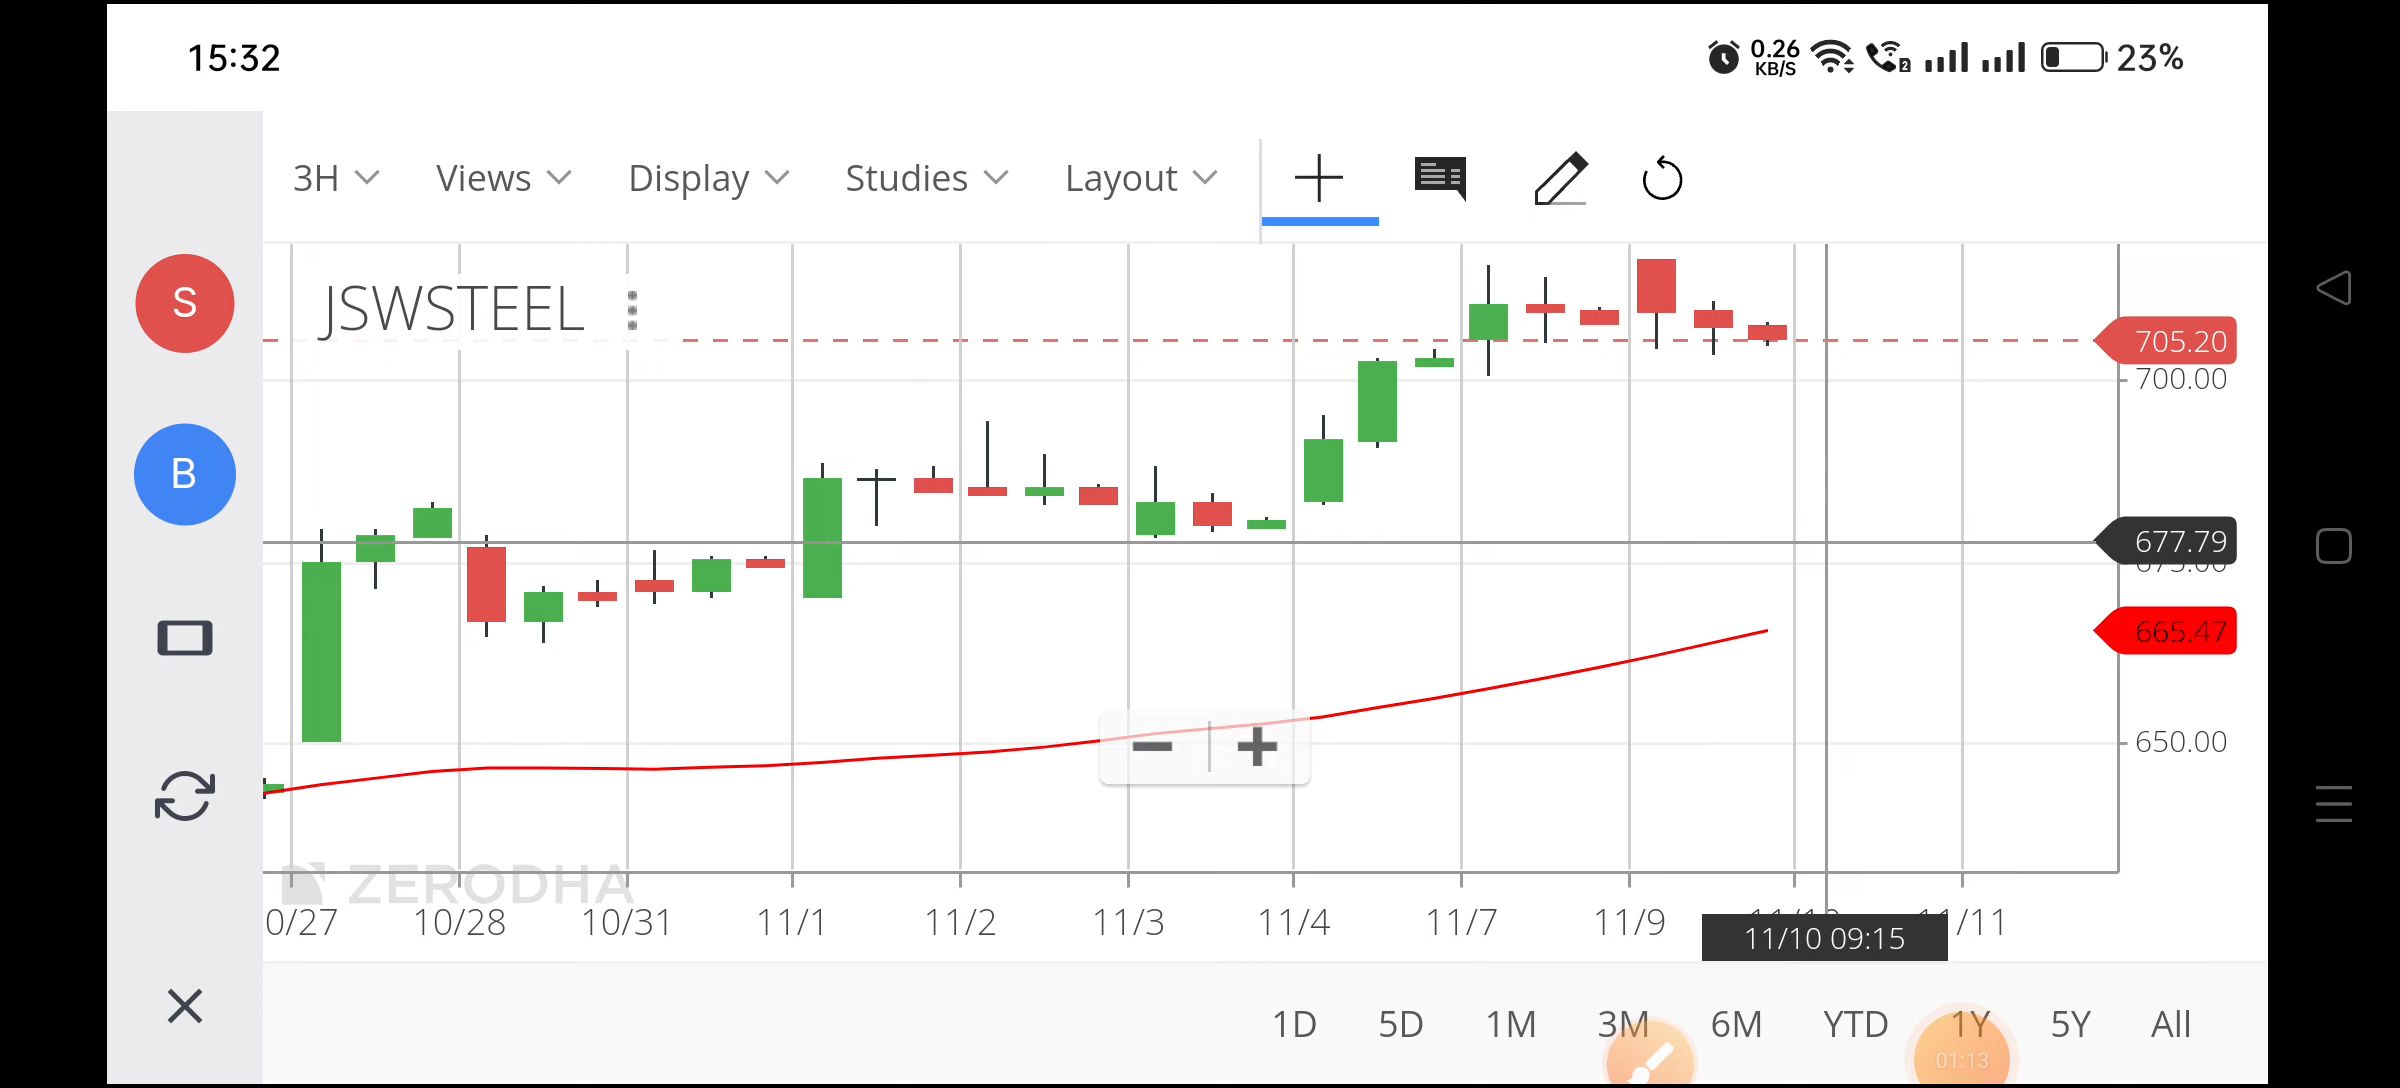 15:32
0.26
KB/S
2
23%
3H Views Display Studies Layout
S
JSWSTEEL
705.20
700.00
B
677.79
665.47
650.00
ZERODHA
0/27 10/28 10/31 11/1 11/2 11/3 11/4 11/7 11/9 /11
11/10 09:15
1D 5D 1M 3M 6M YTD 1Y 5Y All
01:13